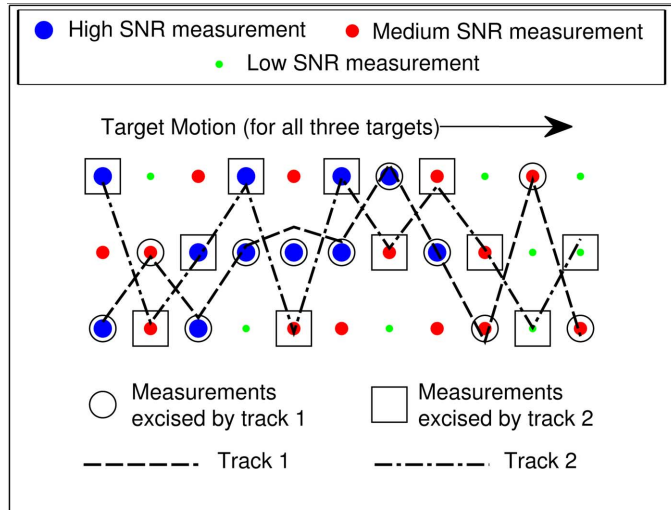 High SNR measurement
Medium SNR measurement
Low SNR measurement
Target Motion (for all three targets)
Measurements
excised by track 1
Measurements
excised by track 2
Track 1
Track 2